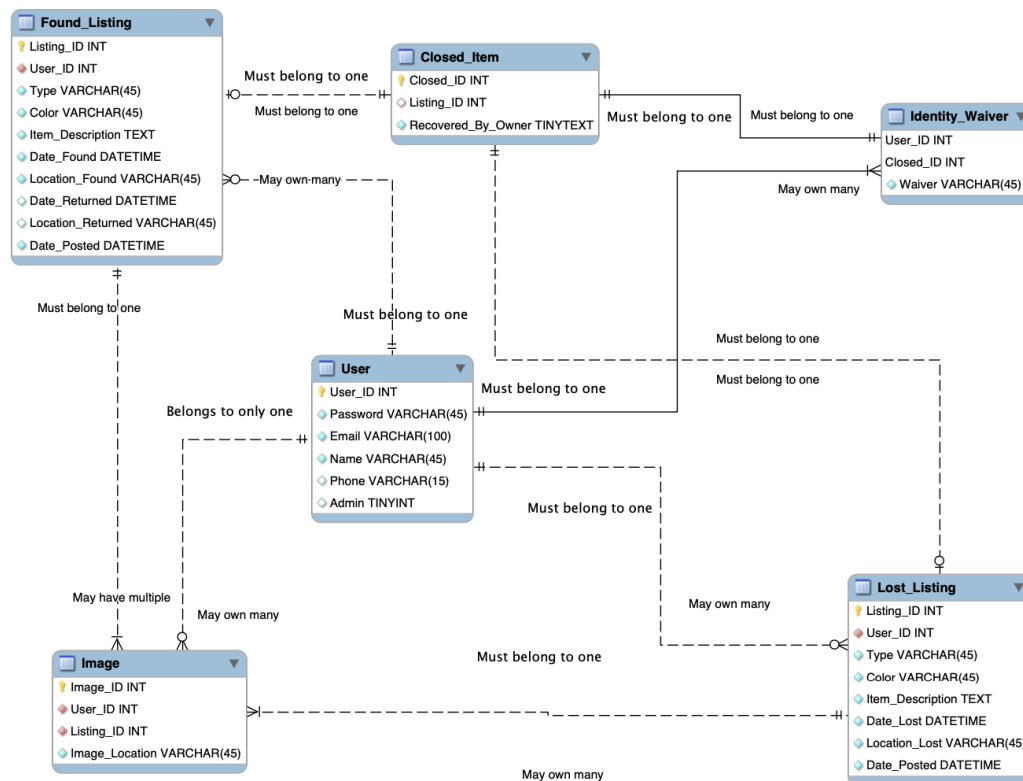 Found_Listing
Listing_ID INT
User_ID INT
Type VARCHAR(45)
Color VARCHAR(45)
Item_Description TEXT
Date_Found DATETIME
Location_Found VARCHAR(45)
Date_Returned DATETIME
Location_Returned VARCHAR(45)
Date_Posted DATETIME
Must belong to one
Must belong to one
Closed_Item
Closed_ID INT
Listing_ID INT
Recovered_By_Owner TINYTEXT
Must belong to one
Must belong to one
Identity_Waiver
User_ID INT
Closed_ID INT
Waiver VARCHAR(45)
May own many
May own many
Must belong to one
Must belong to one
Must belong to one
Must belong to one
User
User_ID INT
Password VARCHAR(45)
Email VARCHAR(100)
Name VARCHAR(45)
Phone VARCHAR(15)
Admin TINYINT
Must belong to one
Belongs to only one
Must belong to one
May have multiple
May own many
May own many
Must belong to one
Image
Image_ID INT
User_ID INT
Listing_ID INT
Image_Location VARCHAR(45)
Lost_Listing
Listing_ID INT
User_ID INT
Type VARCHAR(45)
Color VARCHAR(45)
Item_Description TEXT
Date_Lost DATETIME
Location_Lost VARCHAR(45
Date_Posted DATETIME
May own many